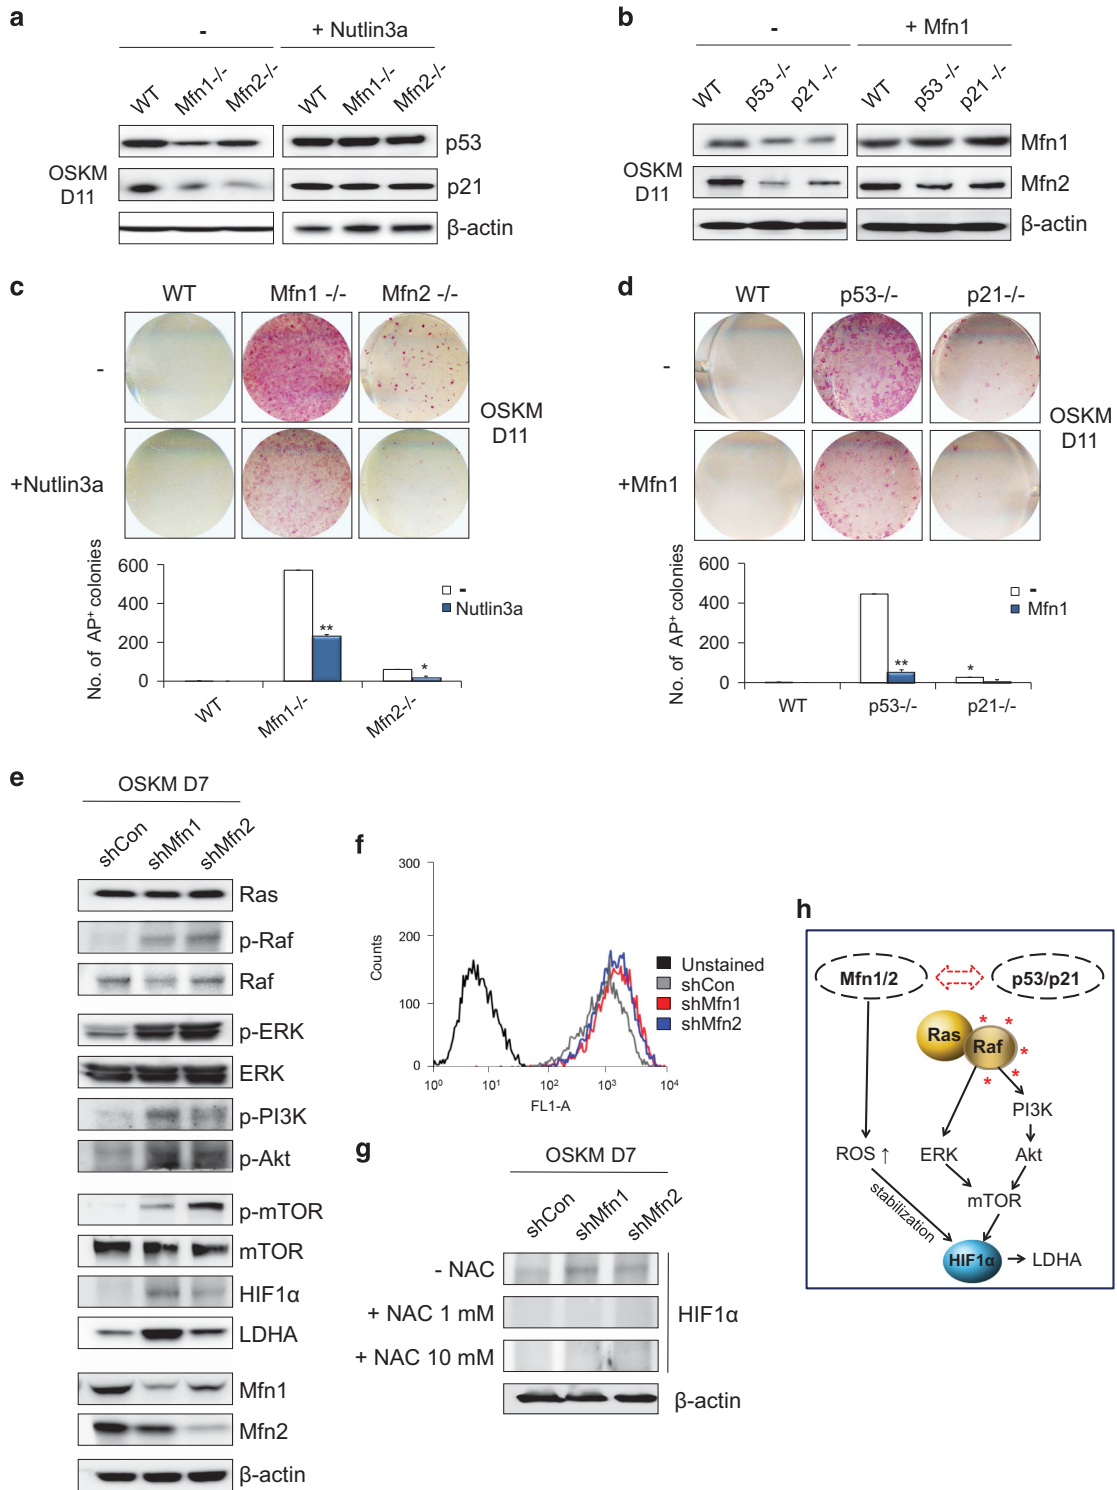 a
- + Nutlin3a
WT Mfn1-/- Mfn2-/- WT Mfn1-/- Mfn2-/-
OSKM D11
p53
p21
β-actin
b
- + Mfn1
WT p53 -/- p21 -/- WT p53-/- p21 -/-
OSKM D11
Mfn1
Mfn2
β-actin
c
WT Mfn1 -/- Mfn2 -/-
-
OSKM D11
+Nutlin3a
No. of AP+ colonies
600
400
200
0
** *
- 
Nutlin3a
WT Mfn1-/- Mfn2-/-
d
WT p53-/- p21-/-
-
OSKM D11
+Mfn1
No. of AP+ colonies
600
400
200
0
** *
-
Mfn1
WT p53-/- p21-/-
e
OSKM D7
shCon shMfn1 shMfn2
Ras
p-Raf
Raf
p-ERK
ERK
p-PI3K
p-Akt
p-mTOR
mTOR
HIF1α
LDHA
Mfn1
Mfn2
β-actin
f
Counts
300
200
100
0
10⁰ 10¹ 10² 10³ 10⁴
FL1-A
Unstained
shCon
shMfn1
shMfn2
g
OSKM D7
shCon shMfn1 shMfn2
- NAC
+ NAC 1 mM
+ NAC 10 mM
HIF1α
β-actin
h
Mfn1/2 p53/p21
* * * * *
Ras Raf
PI3K
ROS ↑ ERK Akt
stabilization
mTOR
HIF1α LDHA